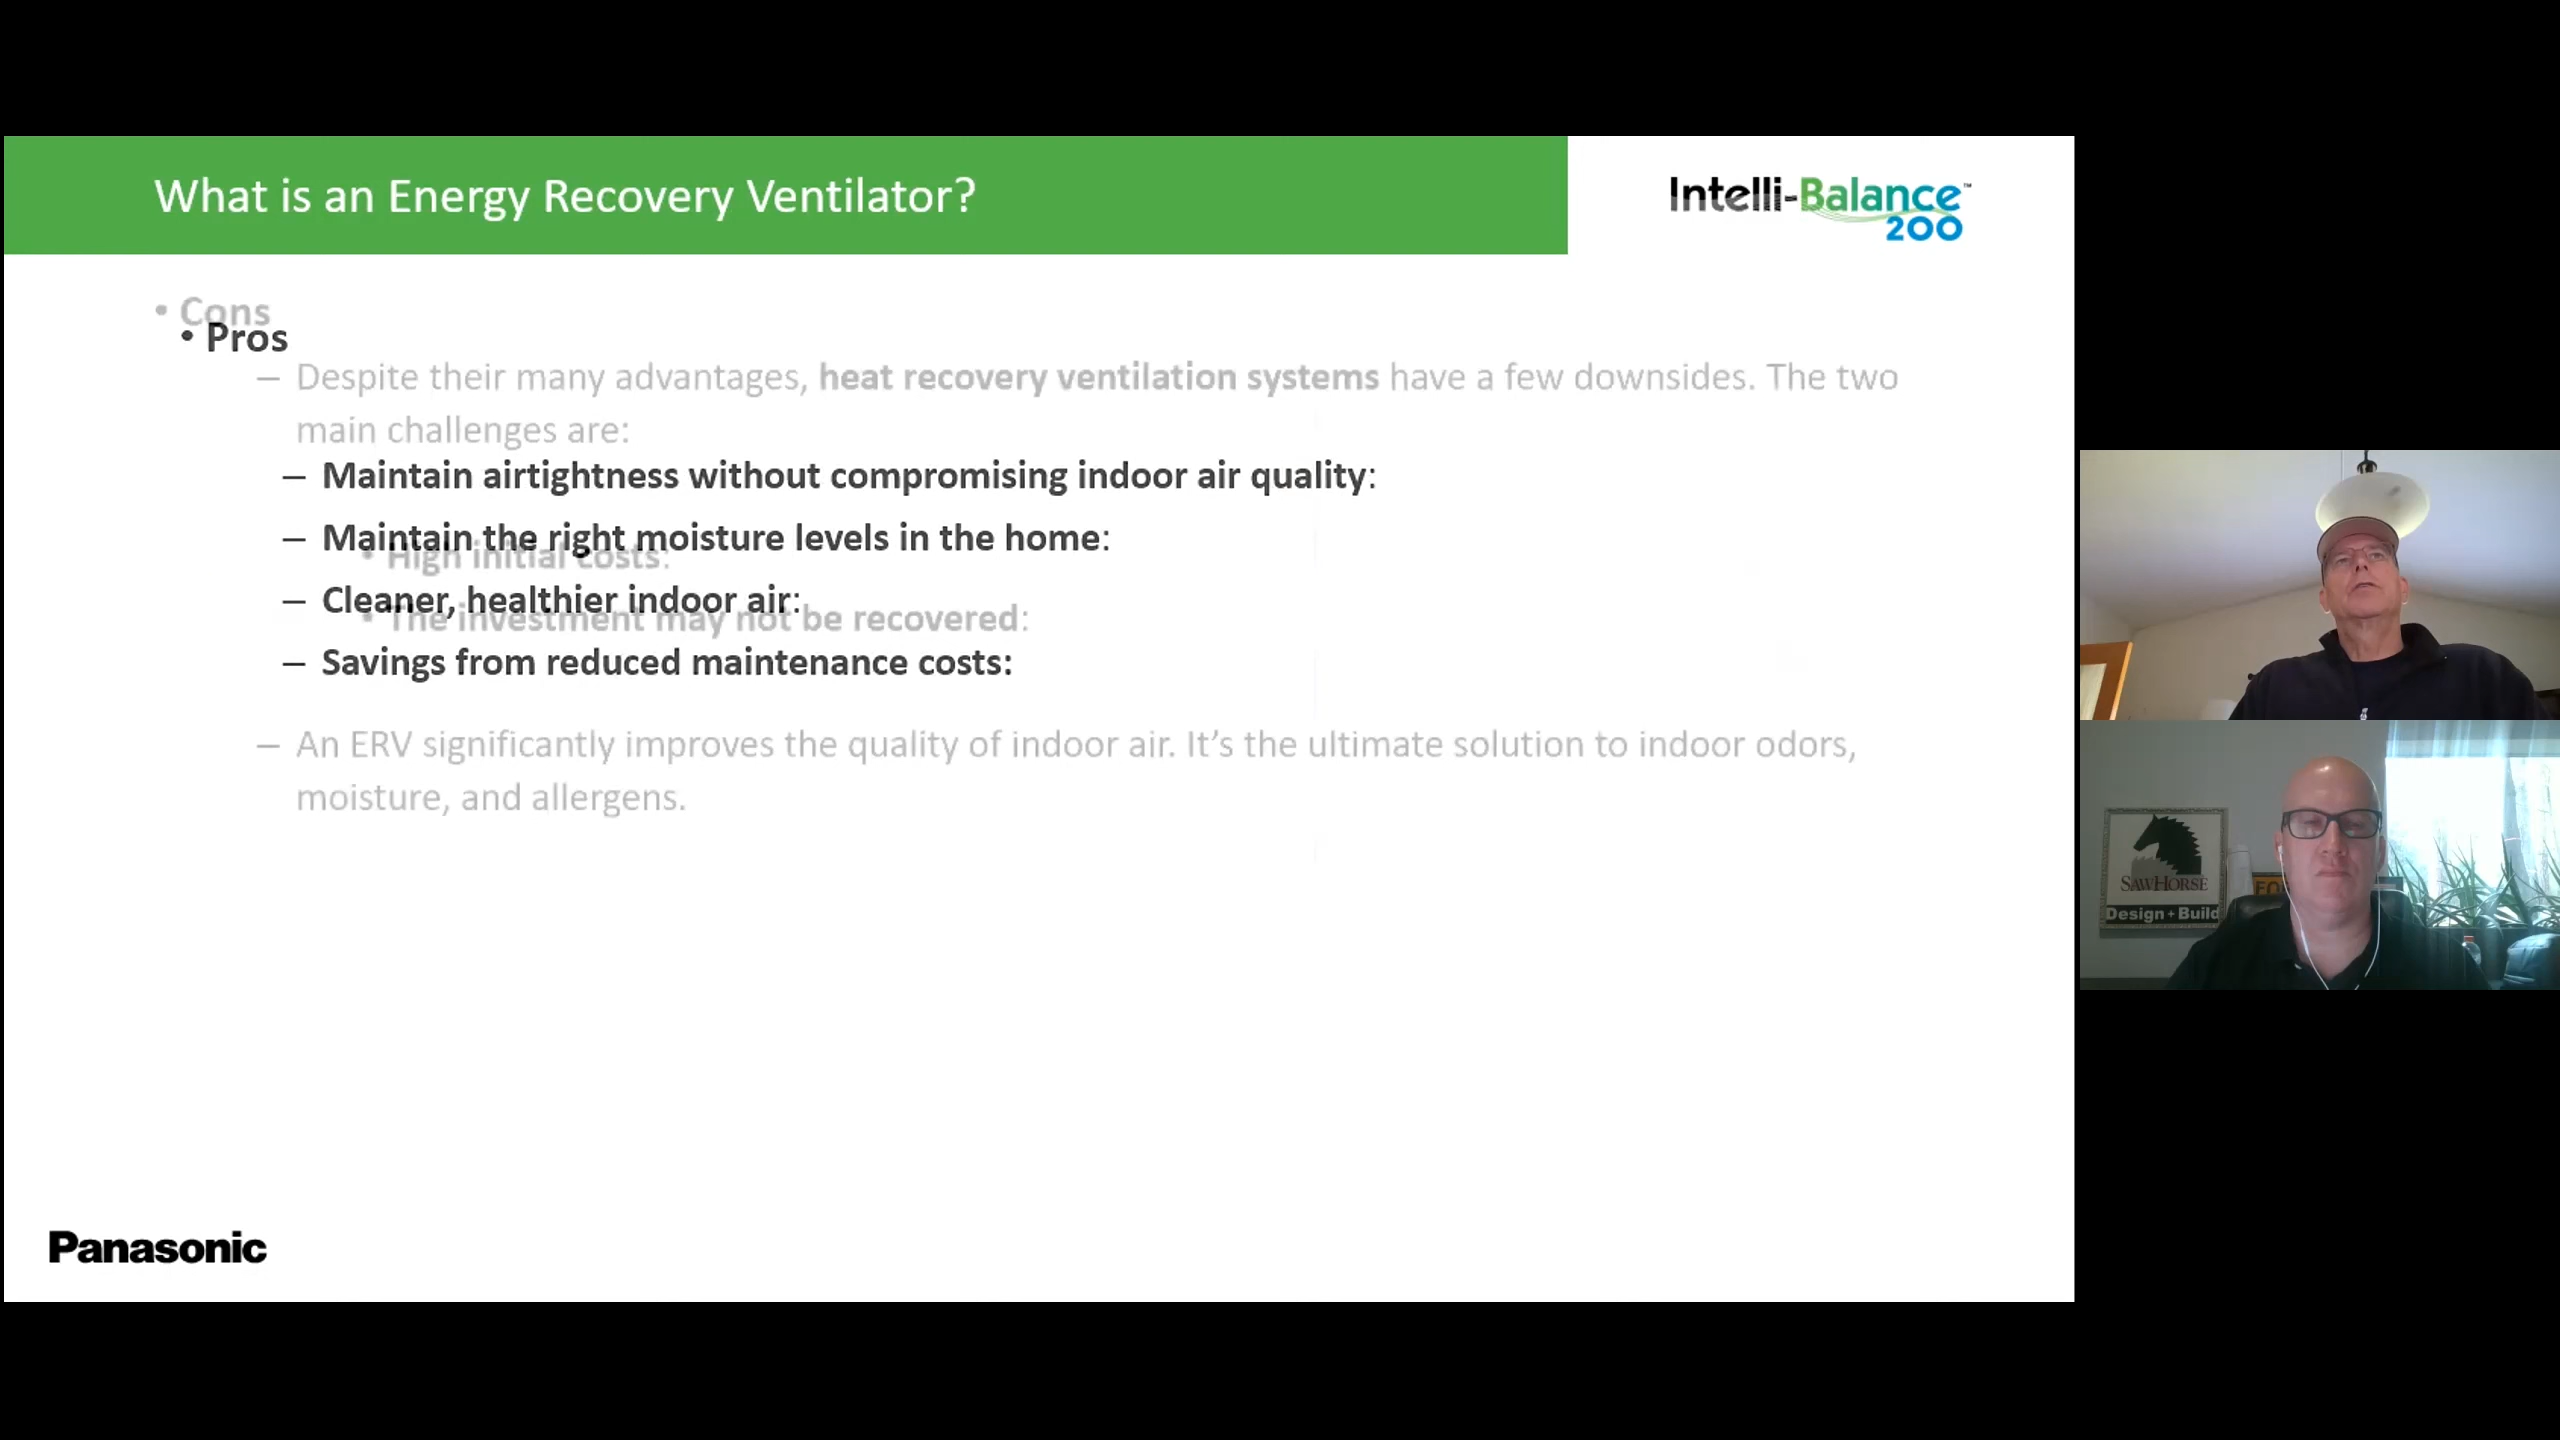 What is an Energy Recovery Ventilator?
Intelli-Balance™
200
• Cons
• Pros
– Despite their many advantages, heat recovery ventilation systems have a few downsides. The two
main challenges are:
– Maintain airtightness without compromising indoor air quality:
– Maintain the right moisture levels in the home:
• High initial costs:
– Cleaner, healthier indoor air:
• The investment may not be recovered:
– Savings from reduced maintenance costs:
– An ERV significantly improves the quality of indoor air. It’s the ultimate solution to indoor odors,
moisture, and allergens.
Panasonic
SAWHORSE
Design + Build